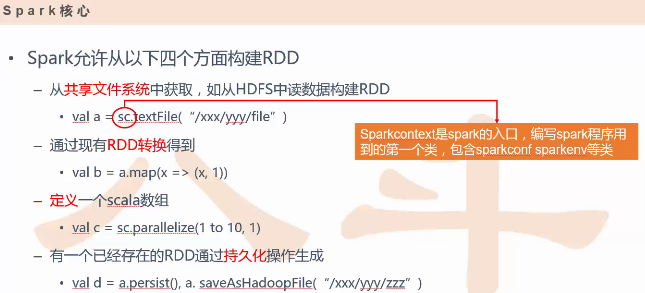 Spark核心
• Spark允许从以下四个方面构建RDD
– 从共享文件系统中获取，如从HDFS中读数据构建RDD
• val a = sc.textFile(“/xxx/yyy/file”)
Sparkcontext是spark的入口，编写spark程序用
到的第一个类，包含sparkconf sparkenv等类
– 通过现有RDD转换得到
• val b = a.map(x => (x, 1))
– 定义一个scala数组
• val c = sc.parallelize(1 to 10, 1)
– 有一个已经存在的RDD通过持久化操作生成
• val d = a.persist(), a. saveAsHadoopFile(“/xxx/yyy/zzz”)
八斗